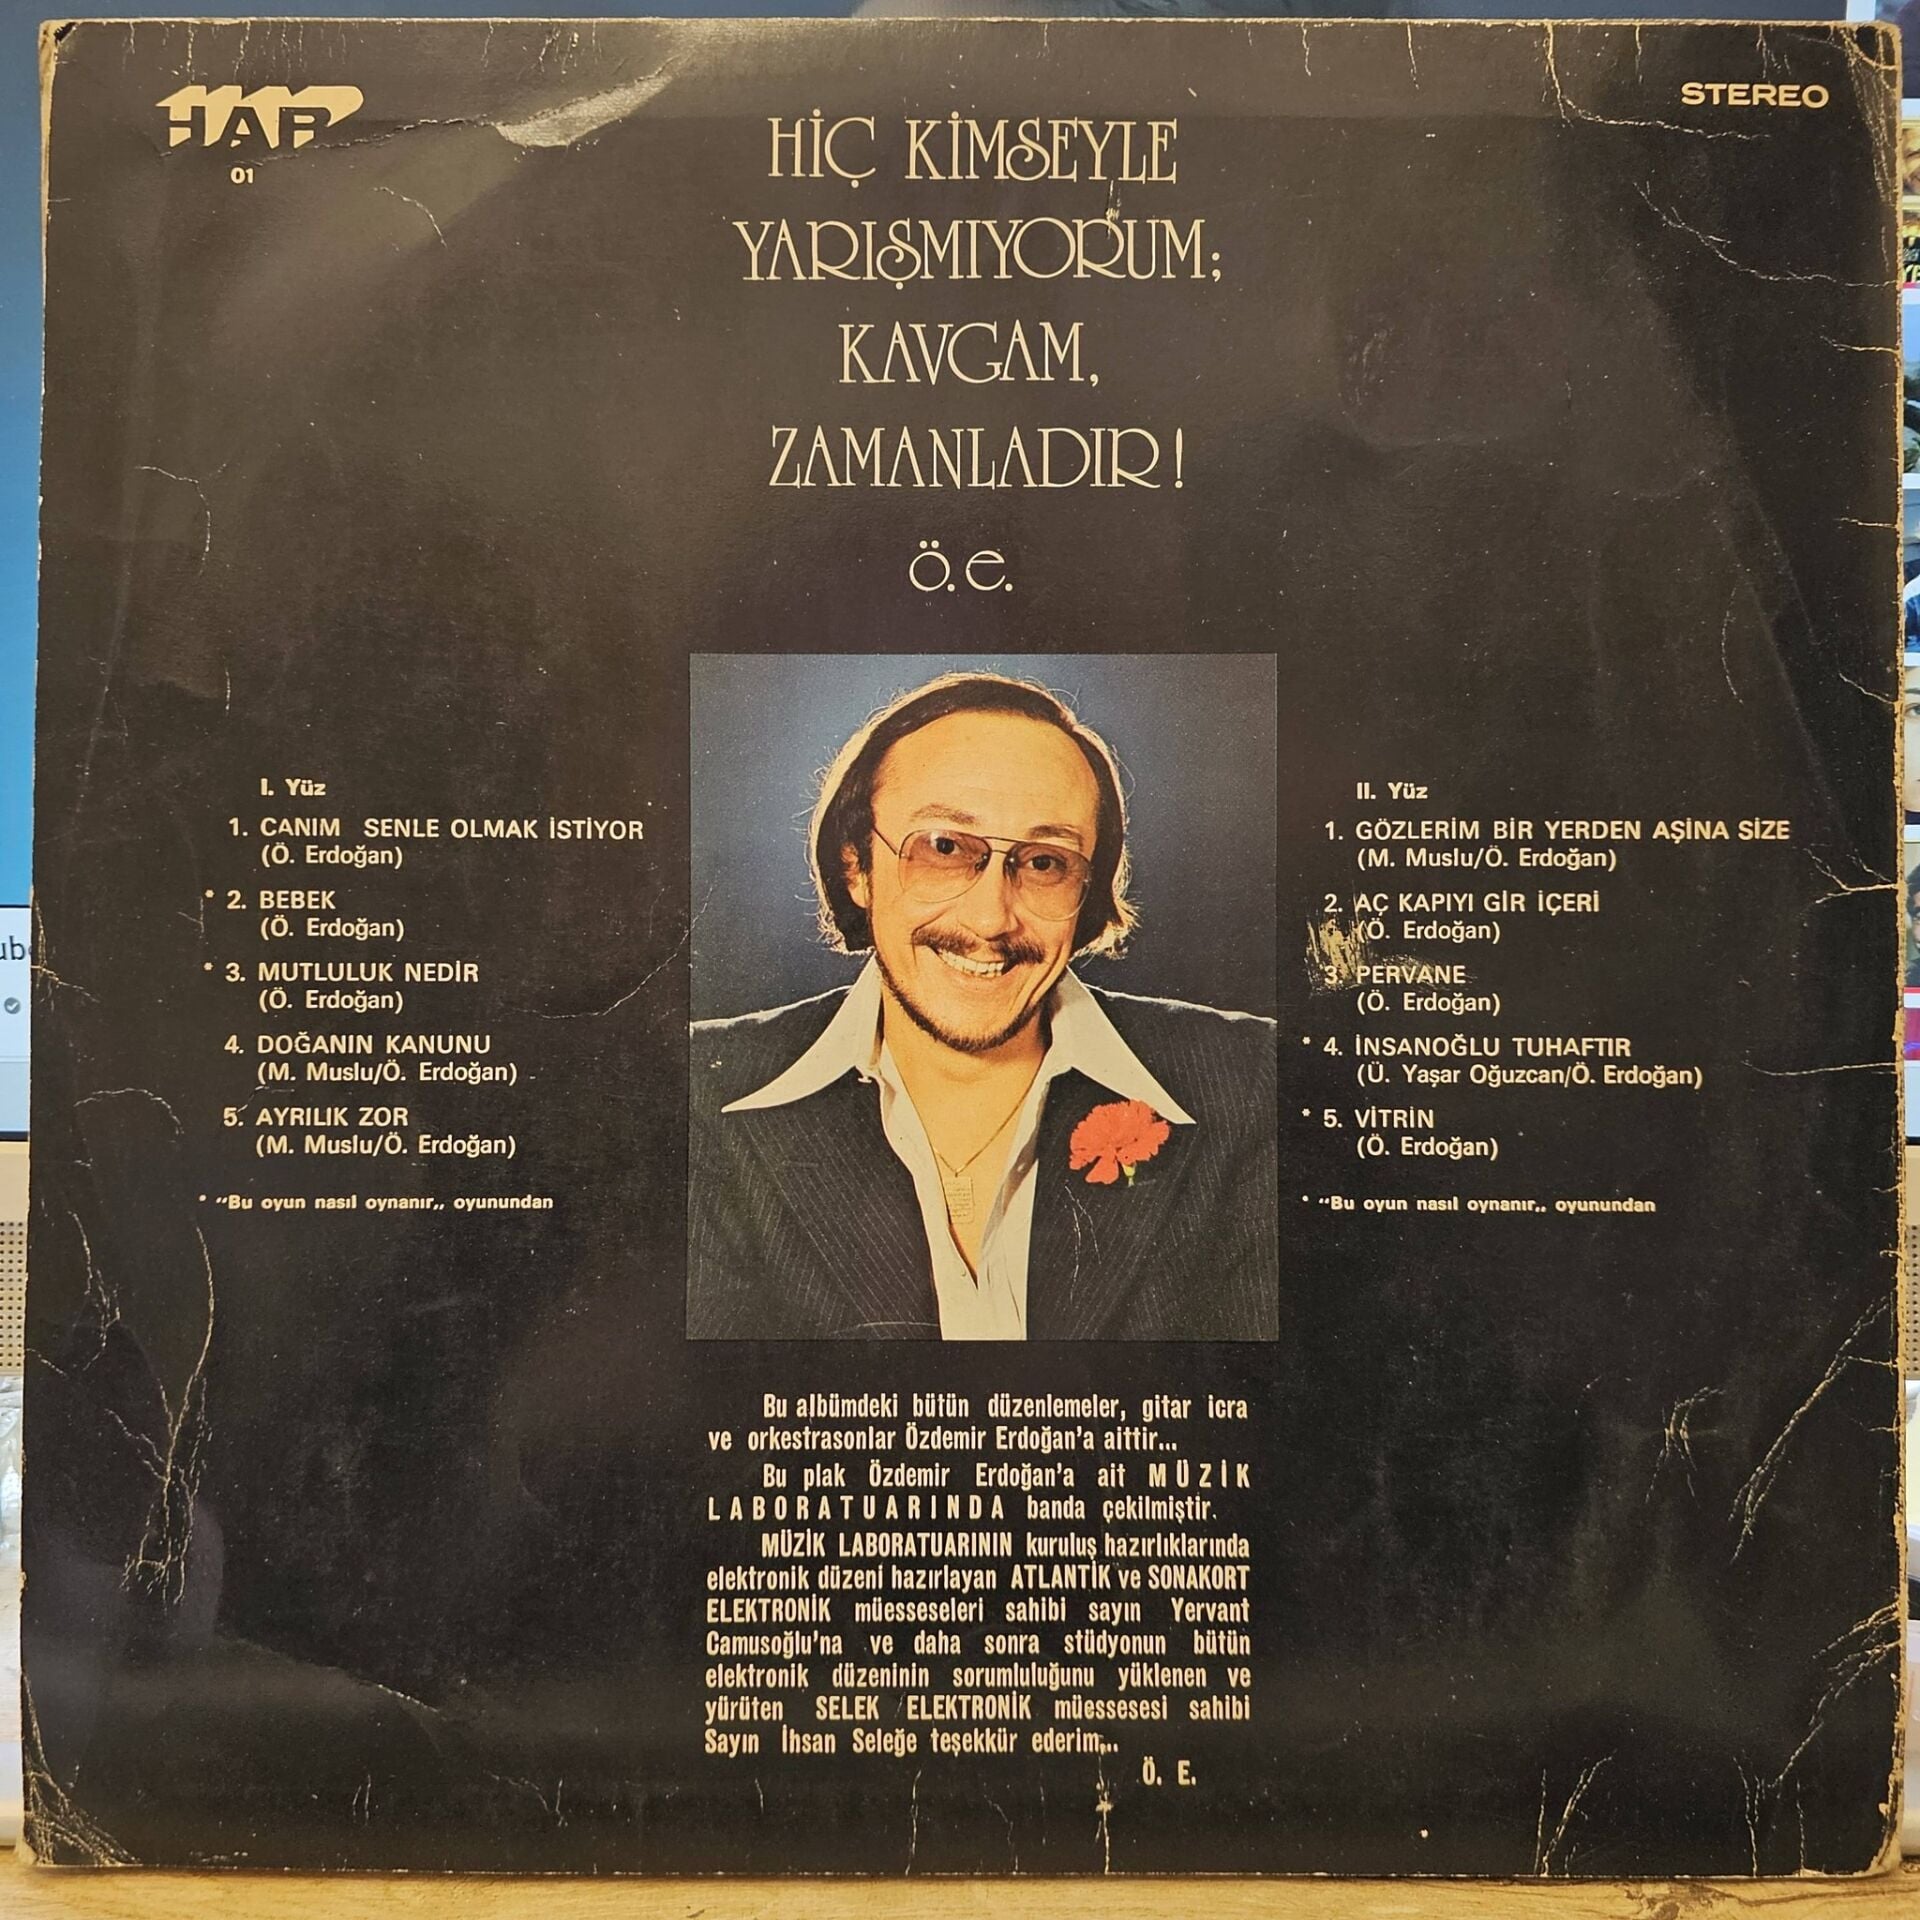 HAR
01
STEREO
HİÇ KİMSEYLE
YARIŞMIYORUM;
KAVGAM,
ZAMANLADIR!
Ö.e.
I. Yüz
1. CANIM SENLE OLMAK İSTİYOR
(Ö. Erdoğan)
* 2. BEBEK
(Ö. Erdoğan)
* 3. MUTLULUK NEDİR
(Ö. Erdoğan)
4. DOĞANIN KANUNU
(M. Muslu/Ö. Erdoğan)
5. AYRILIK ZOR
(M. Muslu/Ö. Erdoğan)
* "Bu oyun nasıl oynanır,, oyunundan
II. Yüz
1. GÖZLERİM BİR YERDEN AŞİNA SİZE
(M. Muslu/Ö. Erdoğan)
2. AÇ KAPIYI GİR İÇERİ
(Ö. Erdoğan)
3. PERVANE
(Ö. Erdoğan)
* 4. İNSANOĞLU TUHAFTIR
(Ü. Yaşar Oğuzcan/Ö. Erdoğan)
* 5. VİTRİN
(Ö. Erdoğan)
* "Bu oyun nasıl oynanır,, oyunundan
Bu albümdeki bütün düzenlemeler, gitar icra
ve orkestrasonlar Özdemir Erdoğan'a aittir...
Bu plak Özdemir Erdoğan'a ait MÜZİK
LABORATUARINDA banda çekilmiştir.
MÜZİK LABORATUARININ kuruluş hazırlıklarında
elektronik düzeni hazırlayan ATLANTİK ve SONAKORT
ELEKTRONİK müesseseleri sahibi sayın Yervant
Camusoğlu'na ve daha sonra stüdyonun bütün
elektronik düzeninin sorumluluğunu yüklenen ve
yürüten SELEK ELEKTRONİK müessesesi sahibi
Sayın İhsan Seleğe teşekkür ederim...
Ö. E.